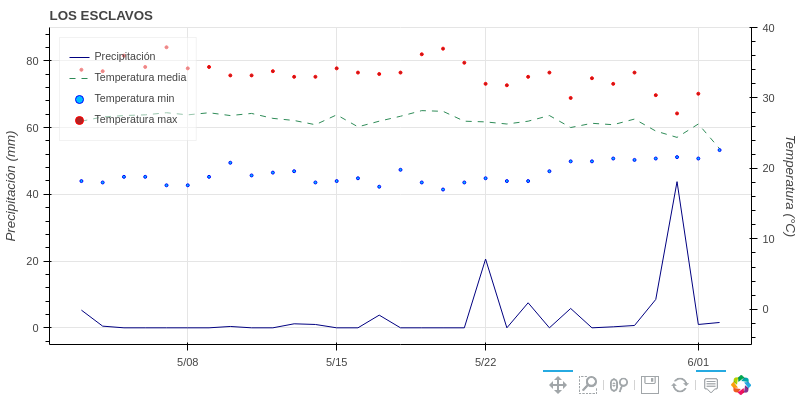 LOS ESCLAVOS
Precipitación
Temperatura media
Temperatura min
Temperatura max
Precipitación (mm)
80
60
40
20
0
Temperatura (°C)
40
30
20
10
0
5/08
5/15
5/22
6/01